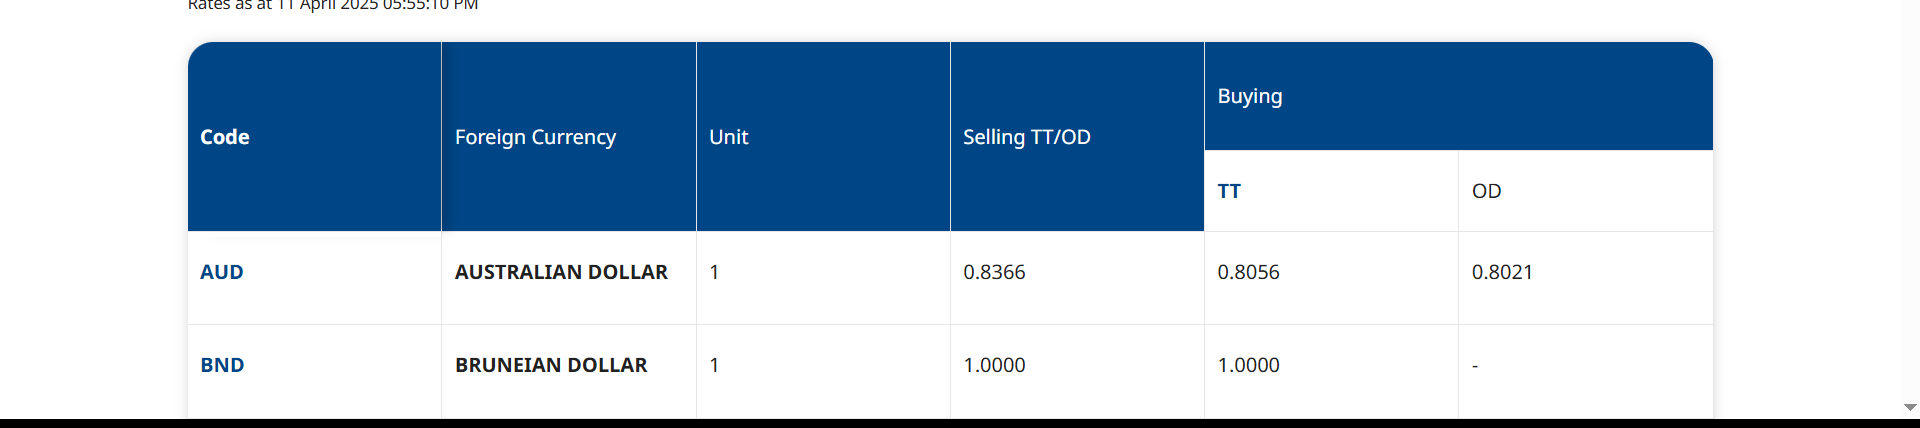 Rates as at 11 April 2025 05:55:10 PM
Code Foreign Currency Unit Selling TT/OD Buying
TT OD
AUD AUSTRALIAN DOLLAR 1 0.8366 0.8056 0.8021
BND BRUNEIAN DOLLAR 1 1.0000 1.0000 -